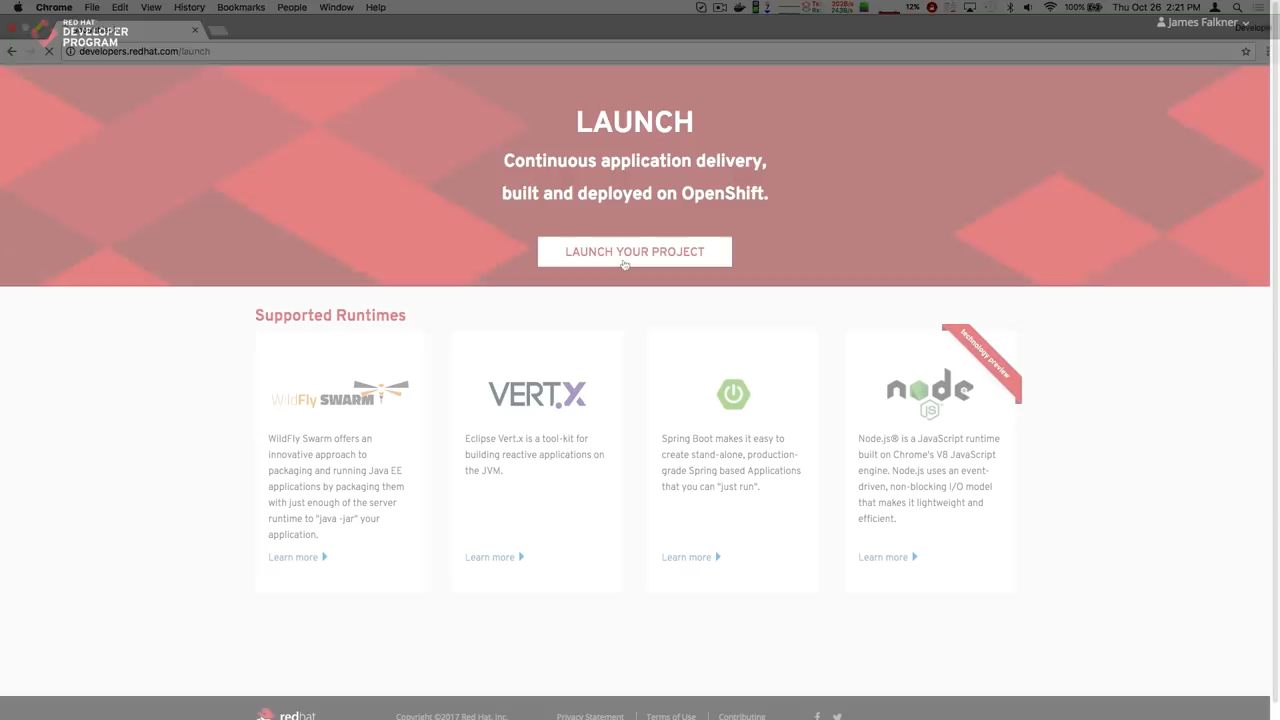 Chrome File Edit View History Bookmarks People Window Help
12% 100% Thu Oct 26 2:21 PM
RED HAT
DEVELOPER
PROGRAM
James Falkner
developers.redhat.com/launch
LAUNCH
Continuous application delivery,
built and deployed on OpenShift.
LAUNCH YOUR PROJECT
Supported Runtimes
WildFly SWARM
WildFly Swarm offers an
innovative approach to
packaging and running Java EE
applications by packaging them
with just enough of the server
runtime to "java -jar" your
application.
Learn more
VERT.X
Eclipse Vert.x is a tool-kit for
building reactive applications on
the JVM.
Learn more
Spring Boot makes it easy to
create stand-alone, production-
grade Spring based Applications
that you can "just run".
Learn more
technology preview
node
JS
Node.js® is a JavaScript runtime
built on Chrome's V8 JavaScript
engine. Node.js uses an event-
driven, non-blocking I/O model
that makes it lightweight and
efficient.
Learn more
redhat
Copyright ©2017 Red Hat, Inc.
Privacy Statement
Terms of Use
Contributing